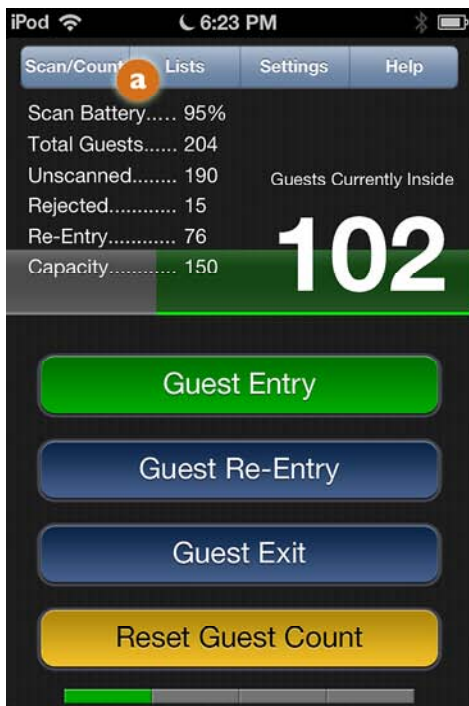 iPod 6:23 PM
Scan/Count Lists Settings Help
a
Scan Battery..... 95%
Total Guests...... 204
Unscanned........ 190
Rejected............ 15
Re-Entry............ 76
Capacity............ 150
Guests Currently Inside
102
Guest Entry
Guest Re-Entry
Guest Exit
Reset Guest Count